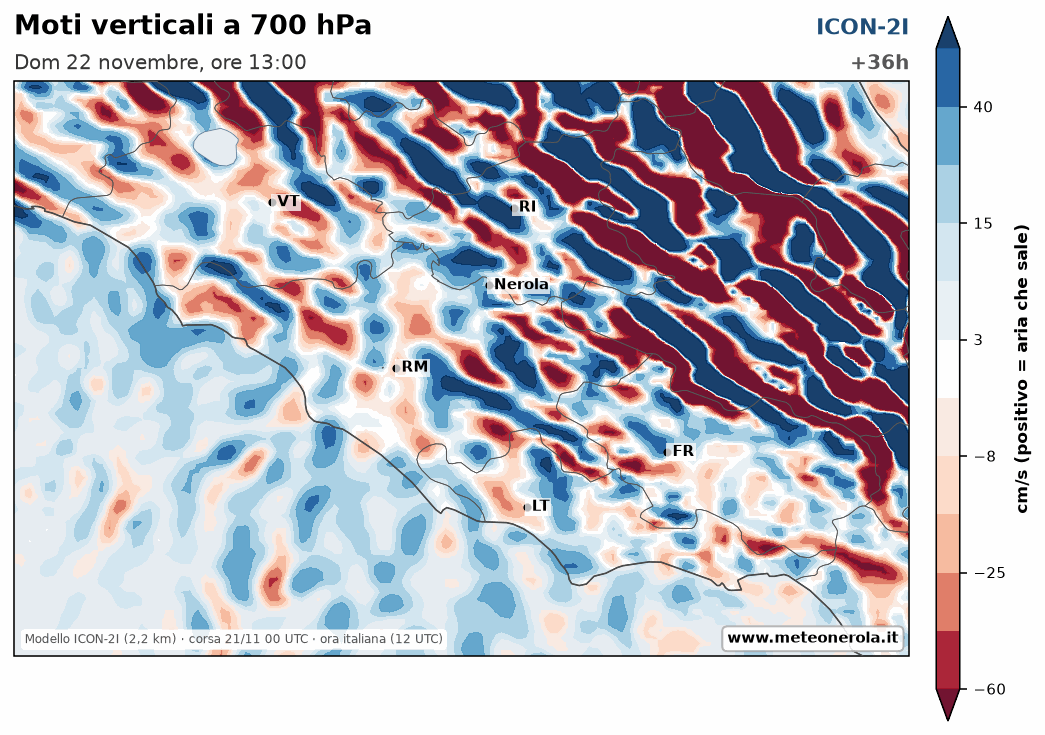 Moti verticali a 700 hPa
ICON-2I
Dom 22 novembre, ore 13:00
+36h
VT
RI
Nerola
RM
FR
LT
Modello ICON-2I (2,2 km) · corsa 21/11 00 UTC · ora italiana (12 UTC)
www.meteonerola.it
40
15
3
−8
−25
−60
cm/s (positivo = aria che sale)